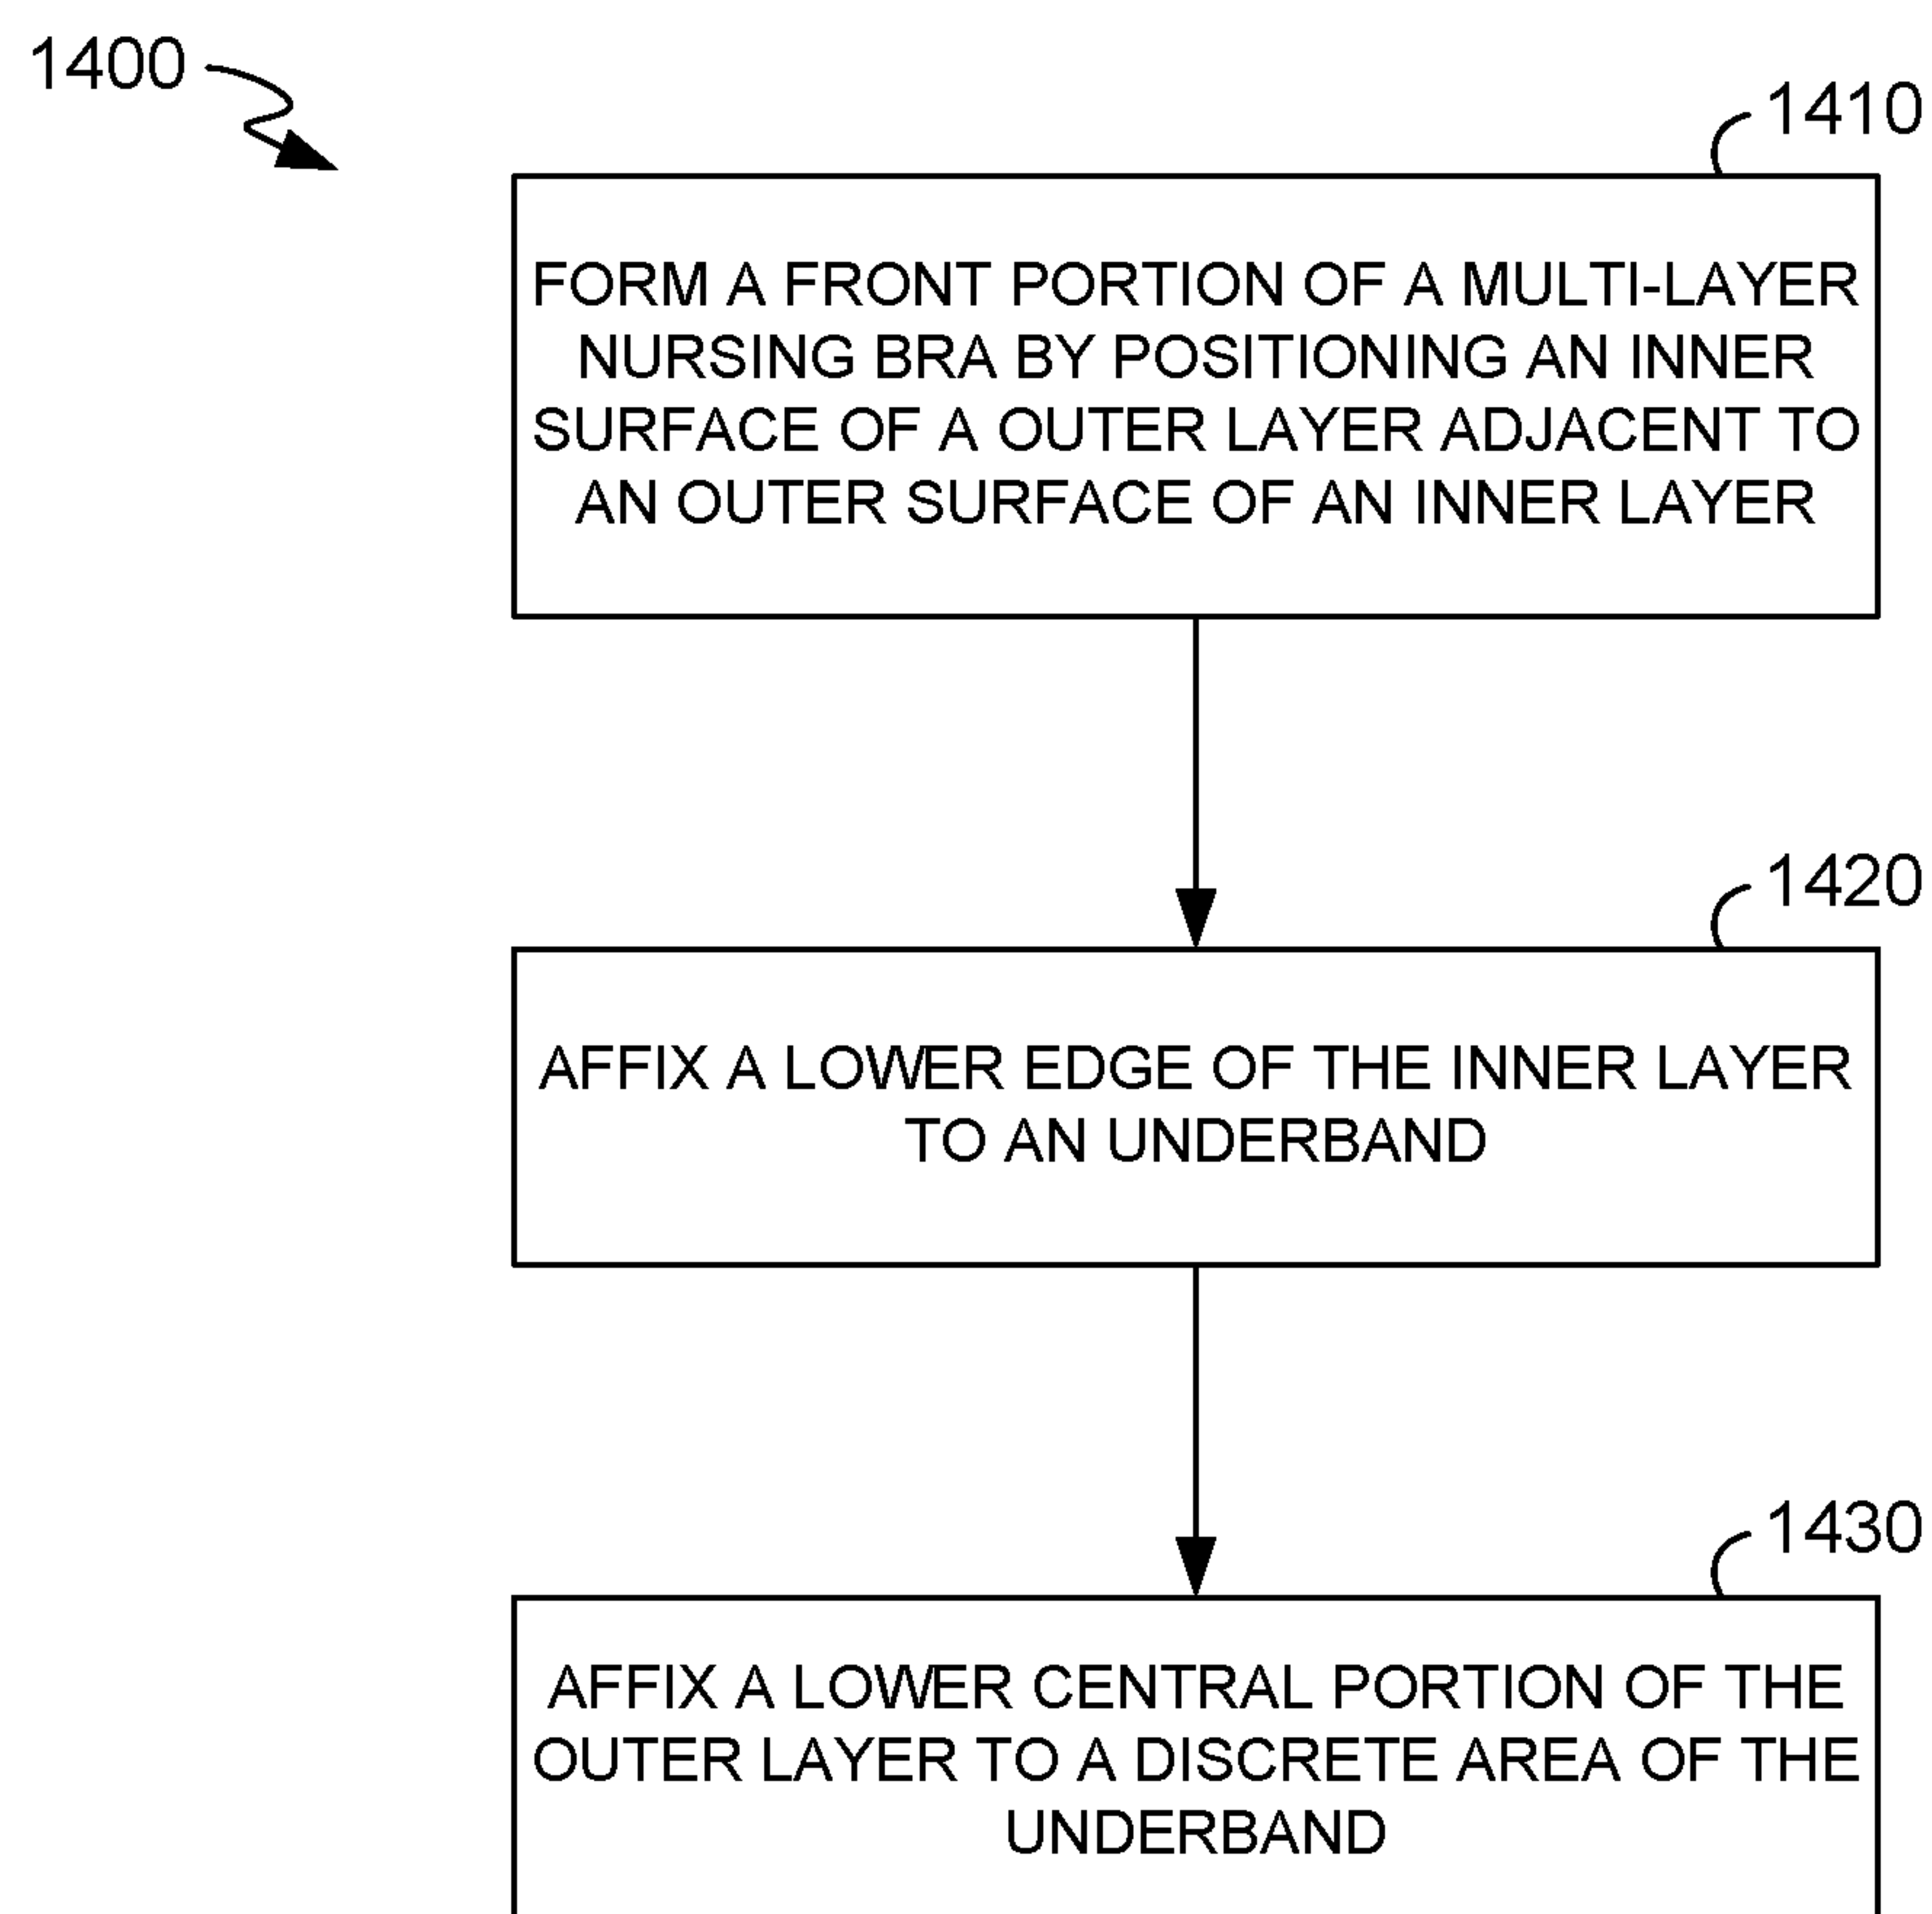 1400
1410
FORM A FRONT PORTION OF A MULTI-LAYER
NURSING BRA BY POSITIONING AN INNER
SURFACE OF A OUTER LAYER ADJACENT TO
AN OUTER SURFACE OF AN INNER LAYER
1420
AFFIX A LOWER EDGE OF THE INNER LAYER
TO AN UNDERBAND
1430
AFFIX A LOWER CENTRAL PORTION OF THE
OUTER LAYER TO A DISCRETE AREA OF THE
UNDERBAND